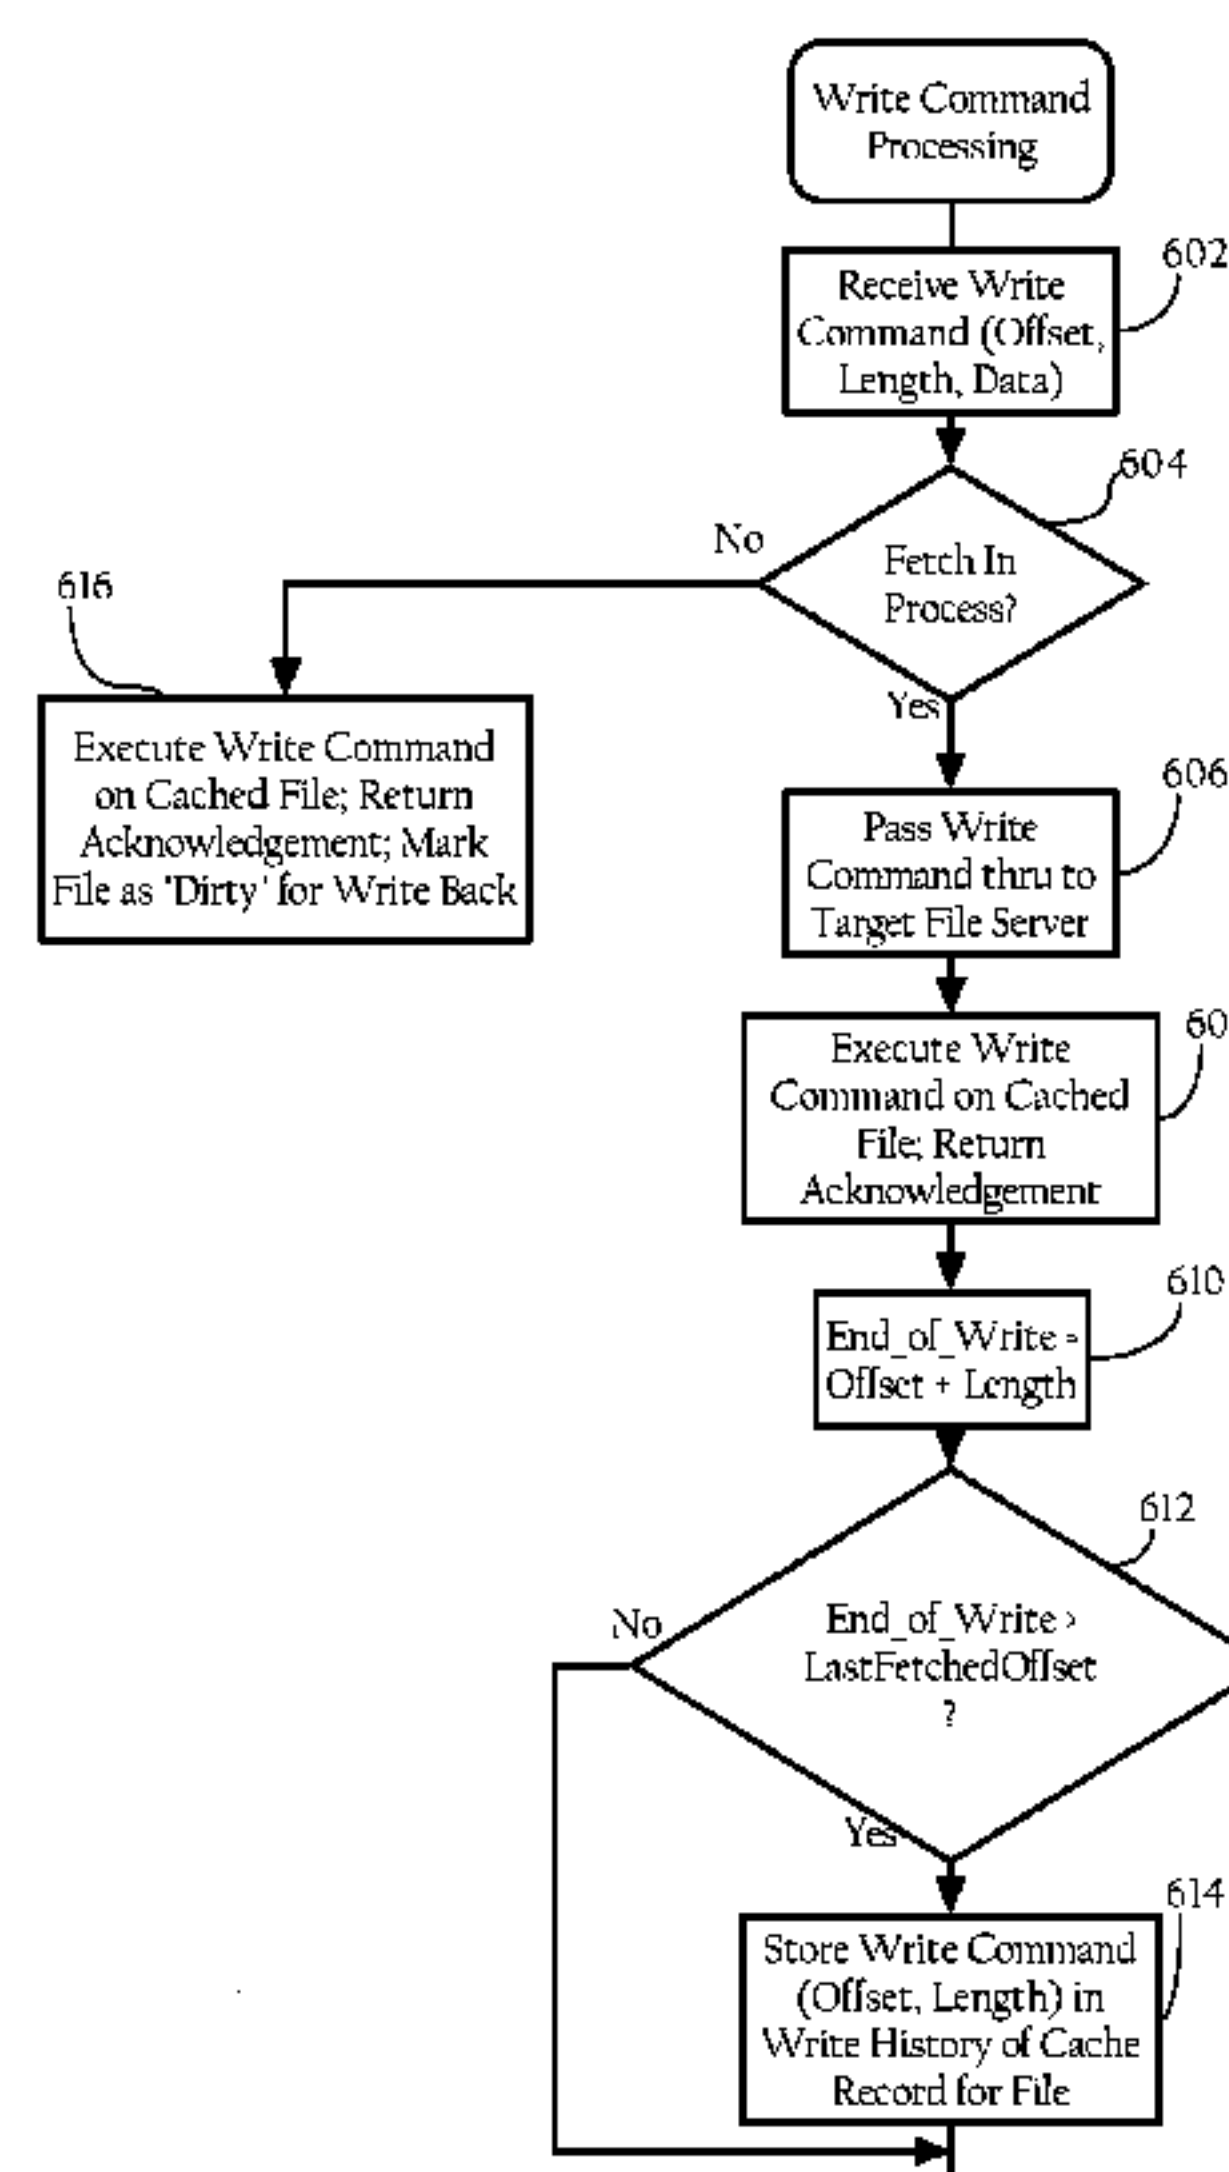 Write Command
Processing
602
Receive Write
Command (Offset,
Length, Data)
604
No
Fetch In
Process?
616
Yes
Execute Write Command
on Cached File; Return
Acknowledgement; Mark
File as 'Dirty' for Write Back
606
Pass Write
Command thru to
Target File Server
60
Execute Write
Command on Cached
File; Return
Acknowledgement
610
End_of_Write =
Offset + Length
612
No
End_of_Write >
LastFetchedOffset
?
Yes
614
Store Write Command
(Offset, Length) in
Write History of Cache
Record for File